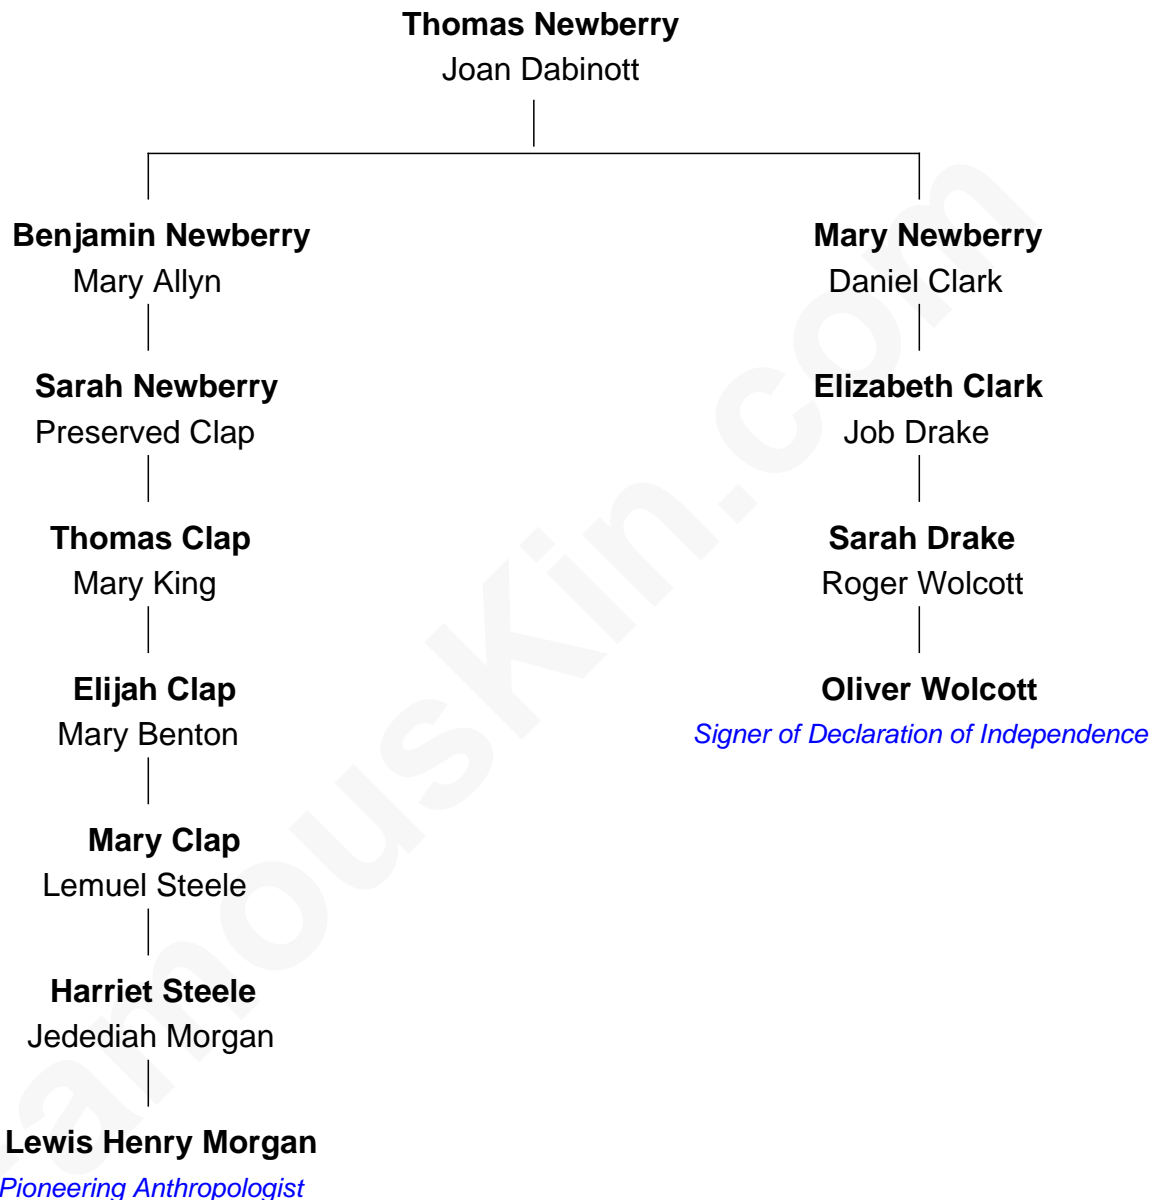 Thomas Newberry
Joan Dabinott
Benjamin Newberry
Mary Allyn
Mary Newberry
Daniel Clark
Sarah Newberry
Preserved Clap
Elizabeth Clark
Job Drake
Thomas Clap
Mary King
Sarah Drake
Roger Wolcott
Elijah Clap
Mary Benton
Oliver Wolcott
Signer of Declaration of Independence
Mary Clap
Lemuel Steele
Harriet Steele
Jedediah Morgan
Lewis Henry Morgan
Pioneering Anthropologist
FamousKin.com